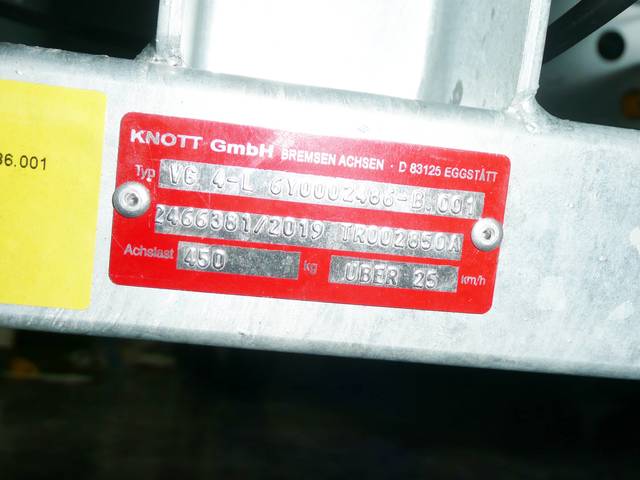 36.001
KNOTT GmbH BREMSEN ACHSEN · D 83125 EGGSTÄTT
Typ VG 4-L 6Y0002486-B.001
2466381/2019 TR002850A
Achslast 450 kg ÜBER 25 km/h